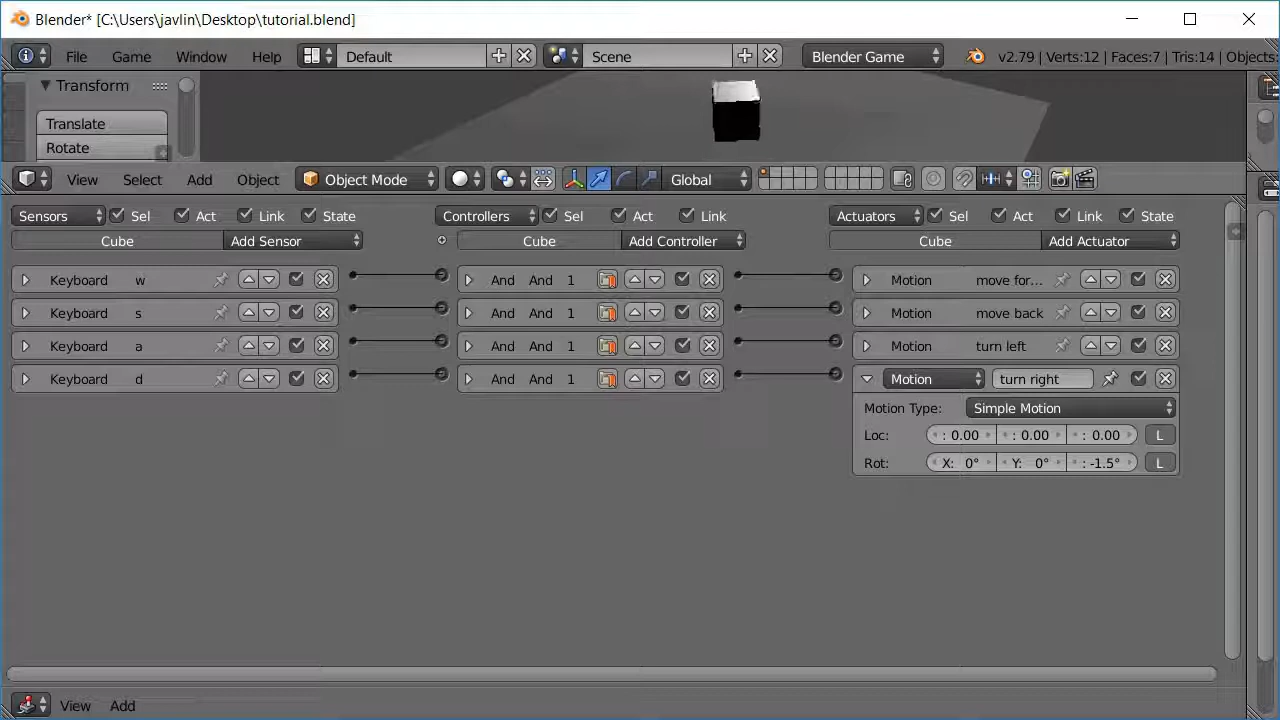 Blender* [C:\Users\javlin\Desktop\tutorial.blend]
File Game Window Help Default Scene Blender Game v2.79 | Verts:12 | Faces:7 | Tris:14 | Objects:
Transform
Translate
Rotate
View Select Add Object Object Mode Global
Sensors Sel Act Link State Controllers Sel Act Link Actuators Sel Act Link State
Cube Add Sensor Cube Add Controller Cube Add Actuator
Keyboard w And And 1 Motion move for...
Keyboard s And And 1 Motion move back
Keyboard a And And 1 Motion turn left
Keyboard d And And 1 Motion turn right
Motion Type: Simple Motion
Loc: : 0.00 : 0.00 : 0.00 L
Rot: X: 0° Y: 0° : -1.5° L
View Add